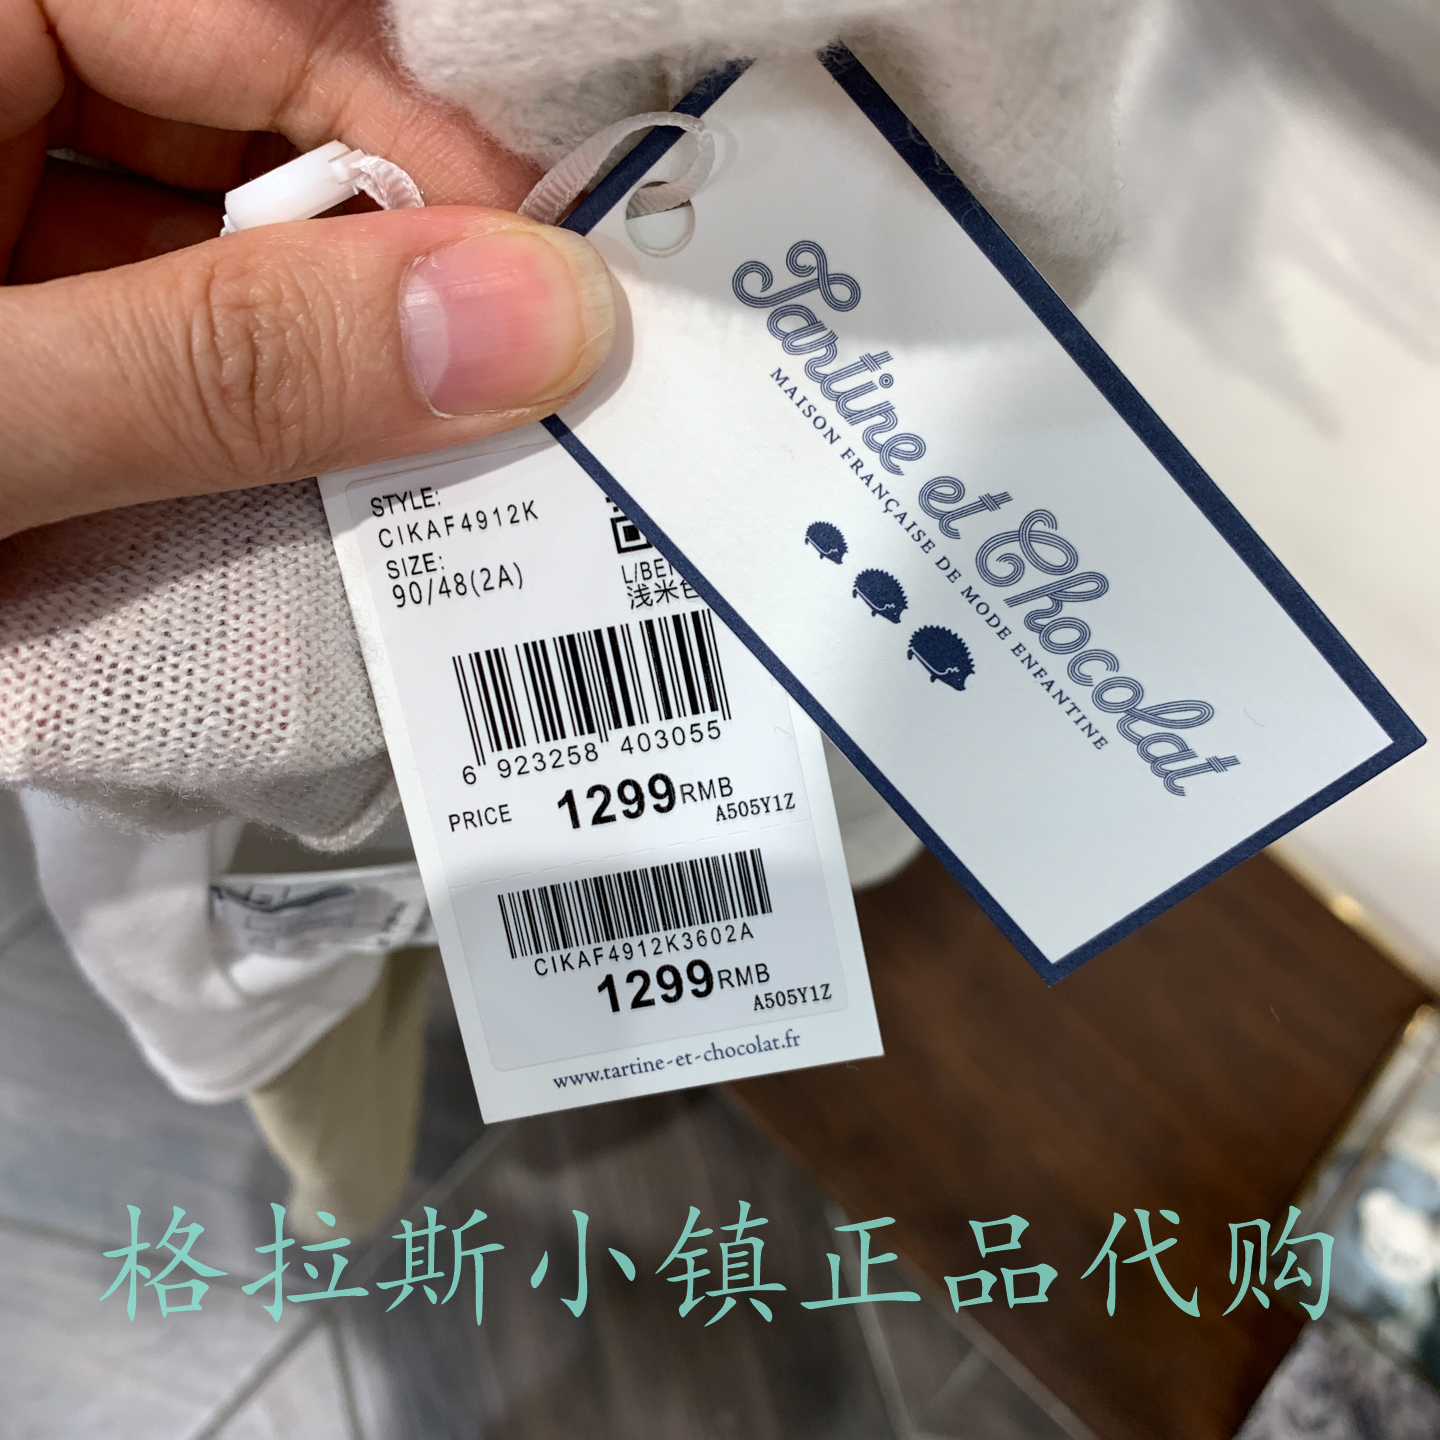 Tartine et Chocolat
MAISON FRANÇAISE DE MODE ENFANTINE
STYLE:
CIKAF4912K
SIZE:
90/48(2A)
浅米
6 923258 403055
PRICE 1299RMB
A505Y1Z
CIKAF4912K3602A
1299RMB
A505Y1Z
www.tartine-et-chocolat.fr
格拉斯小镇正品代购